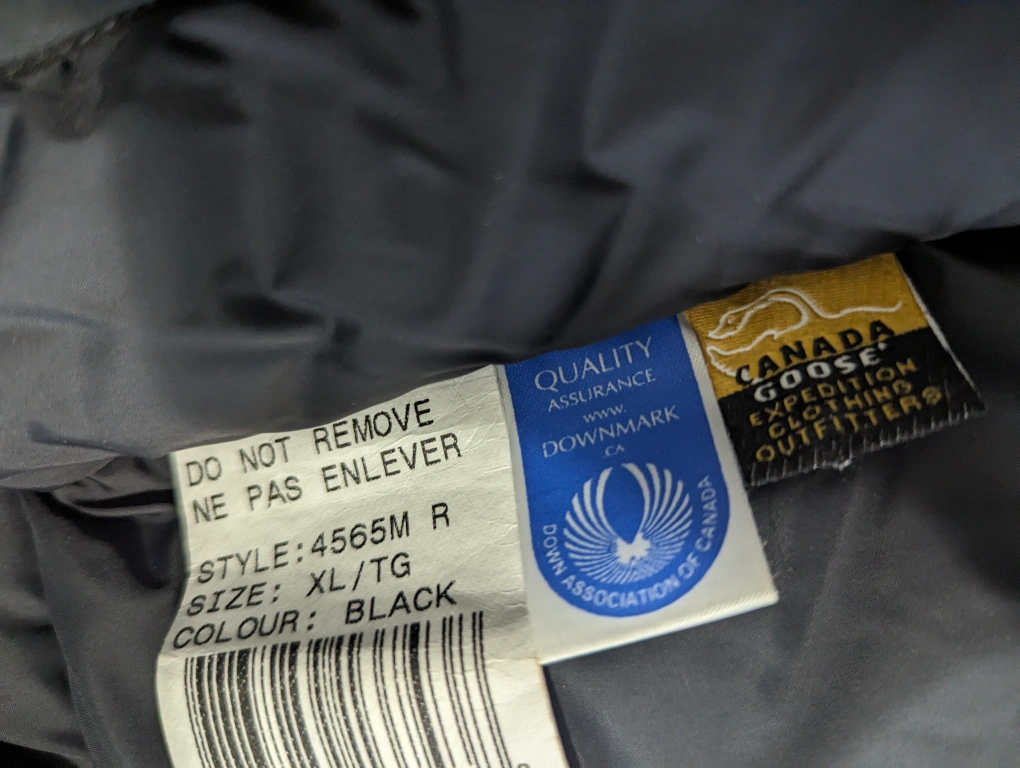 DO NOT REMOVE
NE PAS ENLEVER
STYLE:4565M R
SIZE: XL/TG
COLOUR: BLACK
QUALITY
ASSURANCE
www.
DOWNMARK
.CA
DOWN ASSOCIATION OF CANADA
CANADA
GOOSE®
EXPEDITION
CLOTHING
OUTFITTERS®